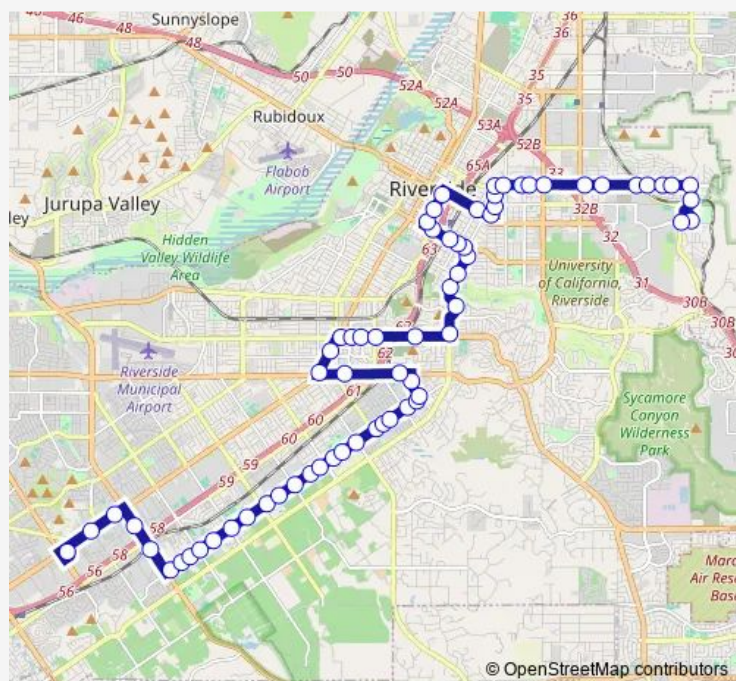 Sunnyslope
48
48
50
50
52A
52A
36
36
35
35
53A
52B
65A
33
Rubidoux
Flabob
Airport
Riverside
ley
Jurupa Valley
32B
32
63
Hidden
Valley Wildlife
Area
University
of California,
Riverside
31
30B
30B
62
62
Riverside
Municipal
Airport
61
60
60
59
59
58
58
56
56
Sycamore
Canyon
Wilderness
Park
Marc
Air Rese
Base
© OpenStreetMap contributors